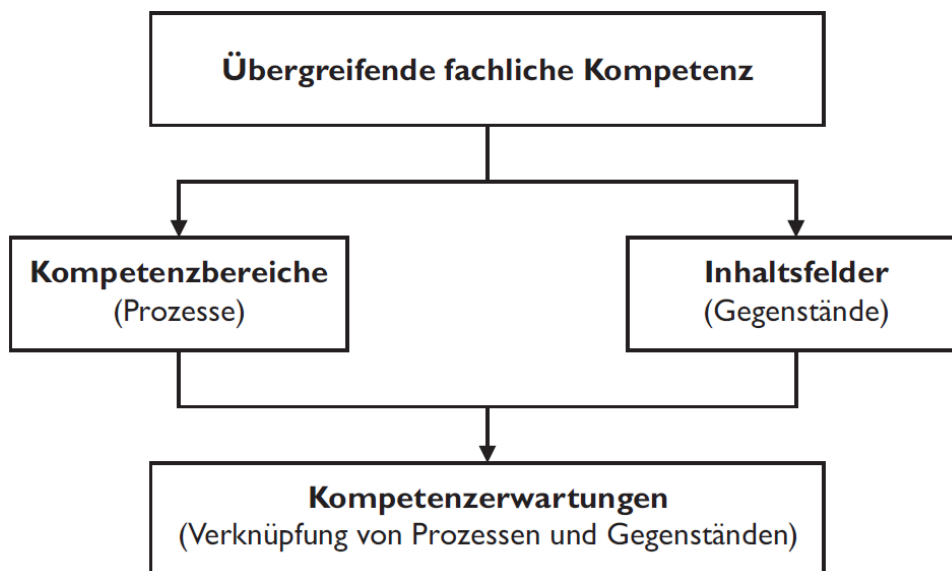 Übergreifende fachliche Kompetenz
Kompetenzbereiche
(Prozesse)
Inhaltsfelder
(Gegenstände)
Kompetenzerwartungen
(Verknüpfung von Prozessen und Gegenständen)